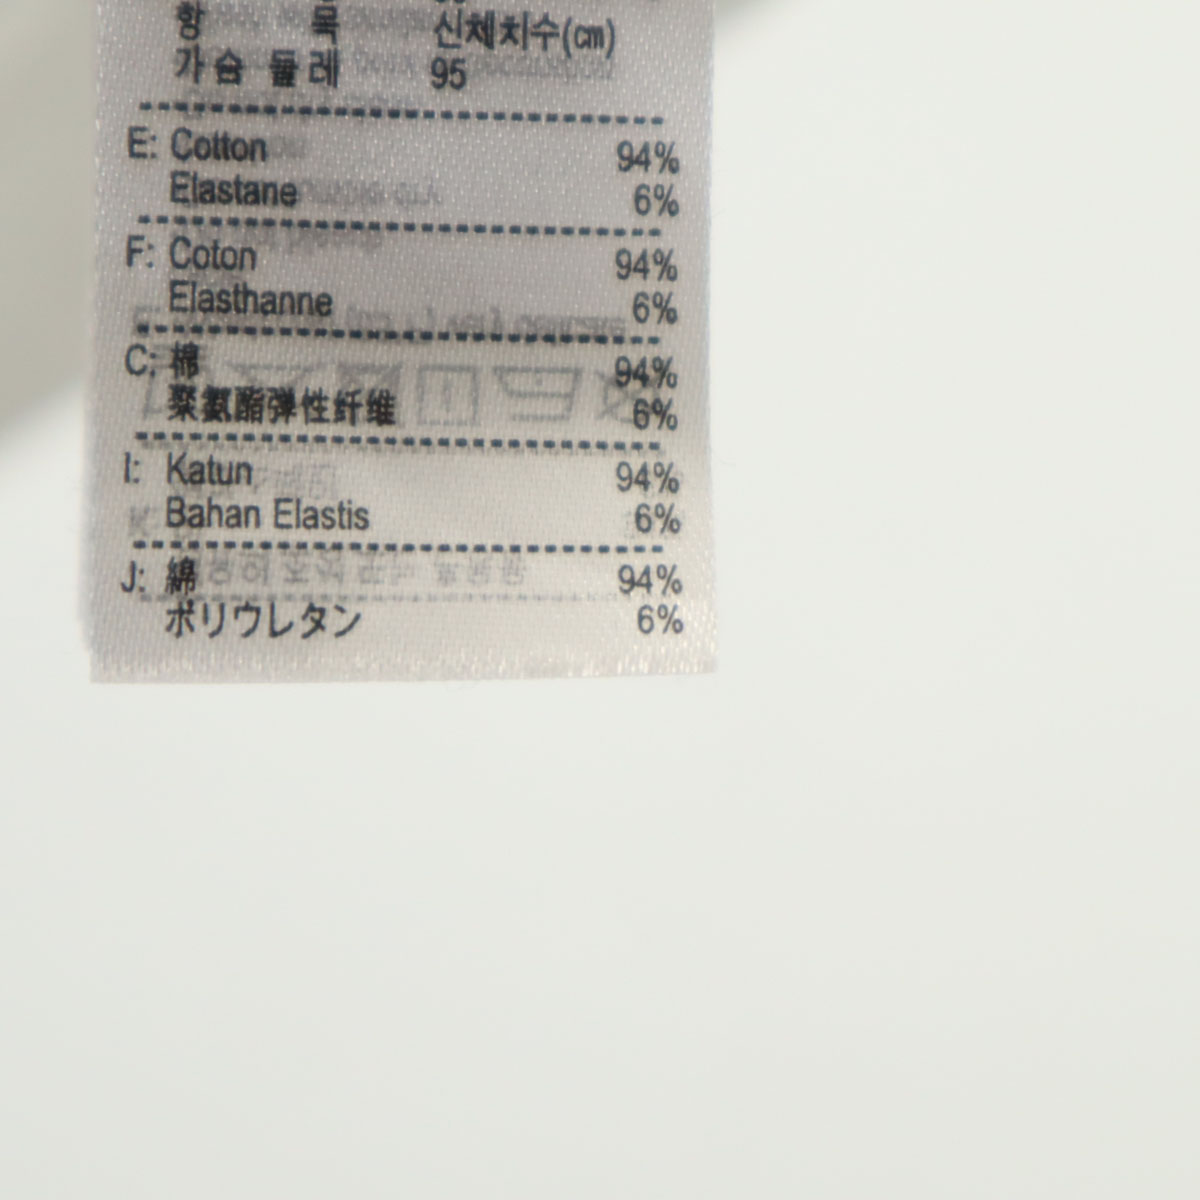 항 목 신체치수(cm)
가슴 둘레 95
E: Cotton 94%
Elastane 6%
F: Coton 94%
Elasthanne 6%
C: 棉 94%
聚氨酯弹性纤维 6%
I: Katun 94%
Bahan Elastis 6%
J: 綿 94%
ポリウレタン 6%